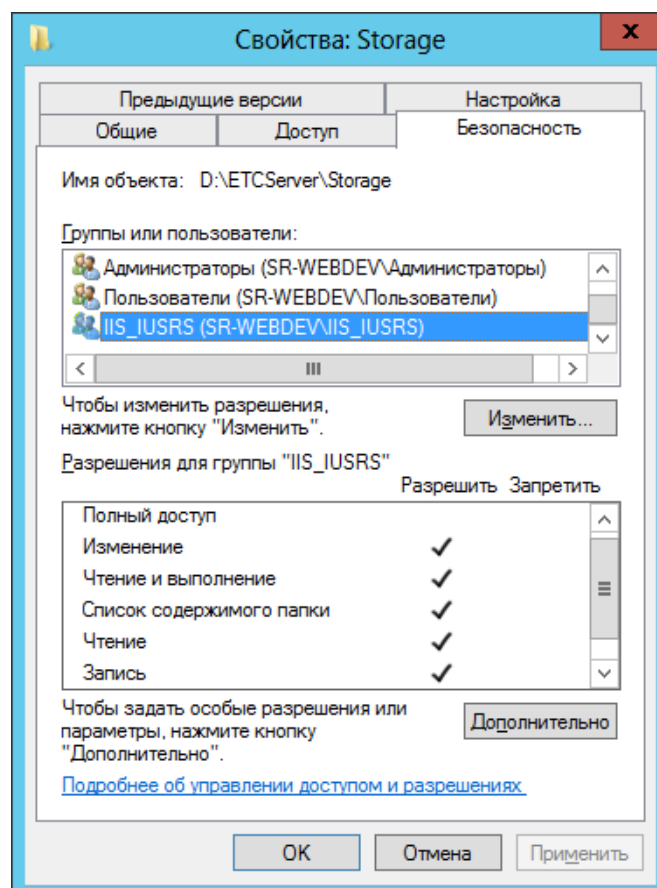 Свойства: Storage
x
Предыдущие версии
Настройка
Общие
Доступ
Безопасность
Имя объекта: D:\ETCServer\Storage
Группы или пользователи:
Администраторы (SR-WEBDEV\Администраторы)
Пользователи (SR-WEBDEV\Пользователи)
IIS_IUSRS (SR-WEBDEV\IIS_IUSRS)
Чтобы изменить разрешения,
нажмите кнопку "Изменить".
Изменить...
Разрешения для группы "IIS_IUSRS"
Разрешить Запретить
Полный доступ
Изменение
Чтение и выполнение
Список содержимого папки
Чтение
Запись
Чтобы задать особые разрешения или
параметры, нажмите кнопку
"Дополнительно".
Дополнительно
Подробнее об управлении доступом и разрешениях
OK
Отмена
Применить